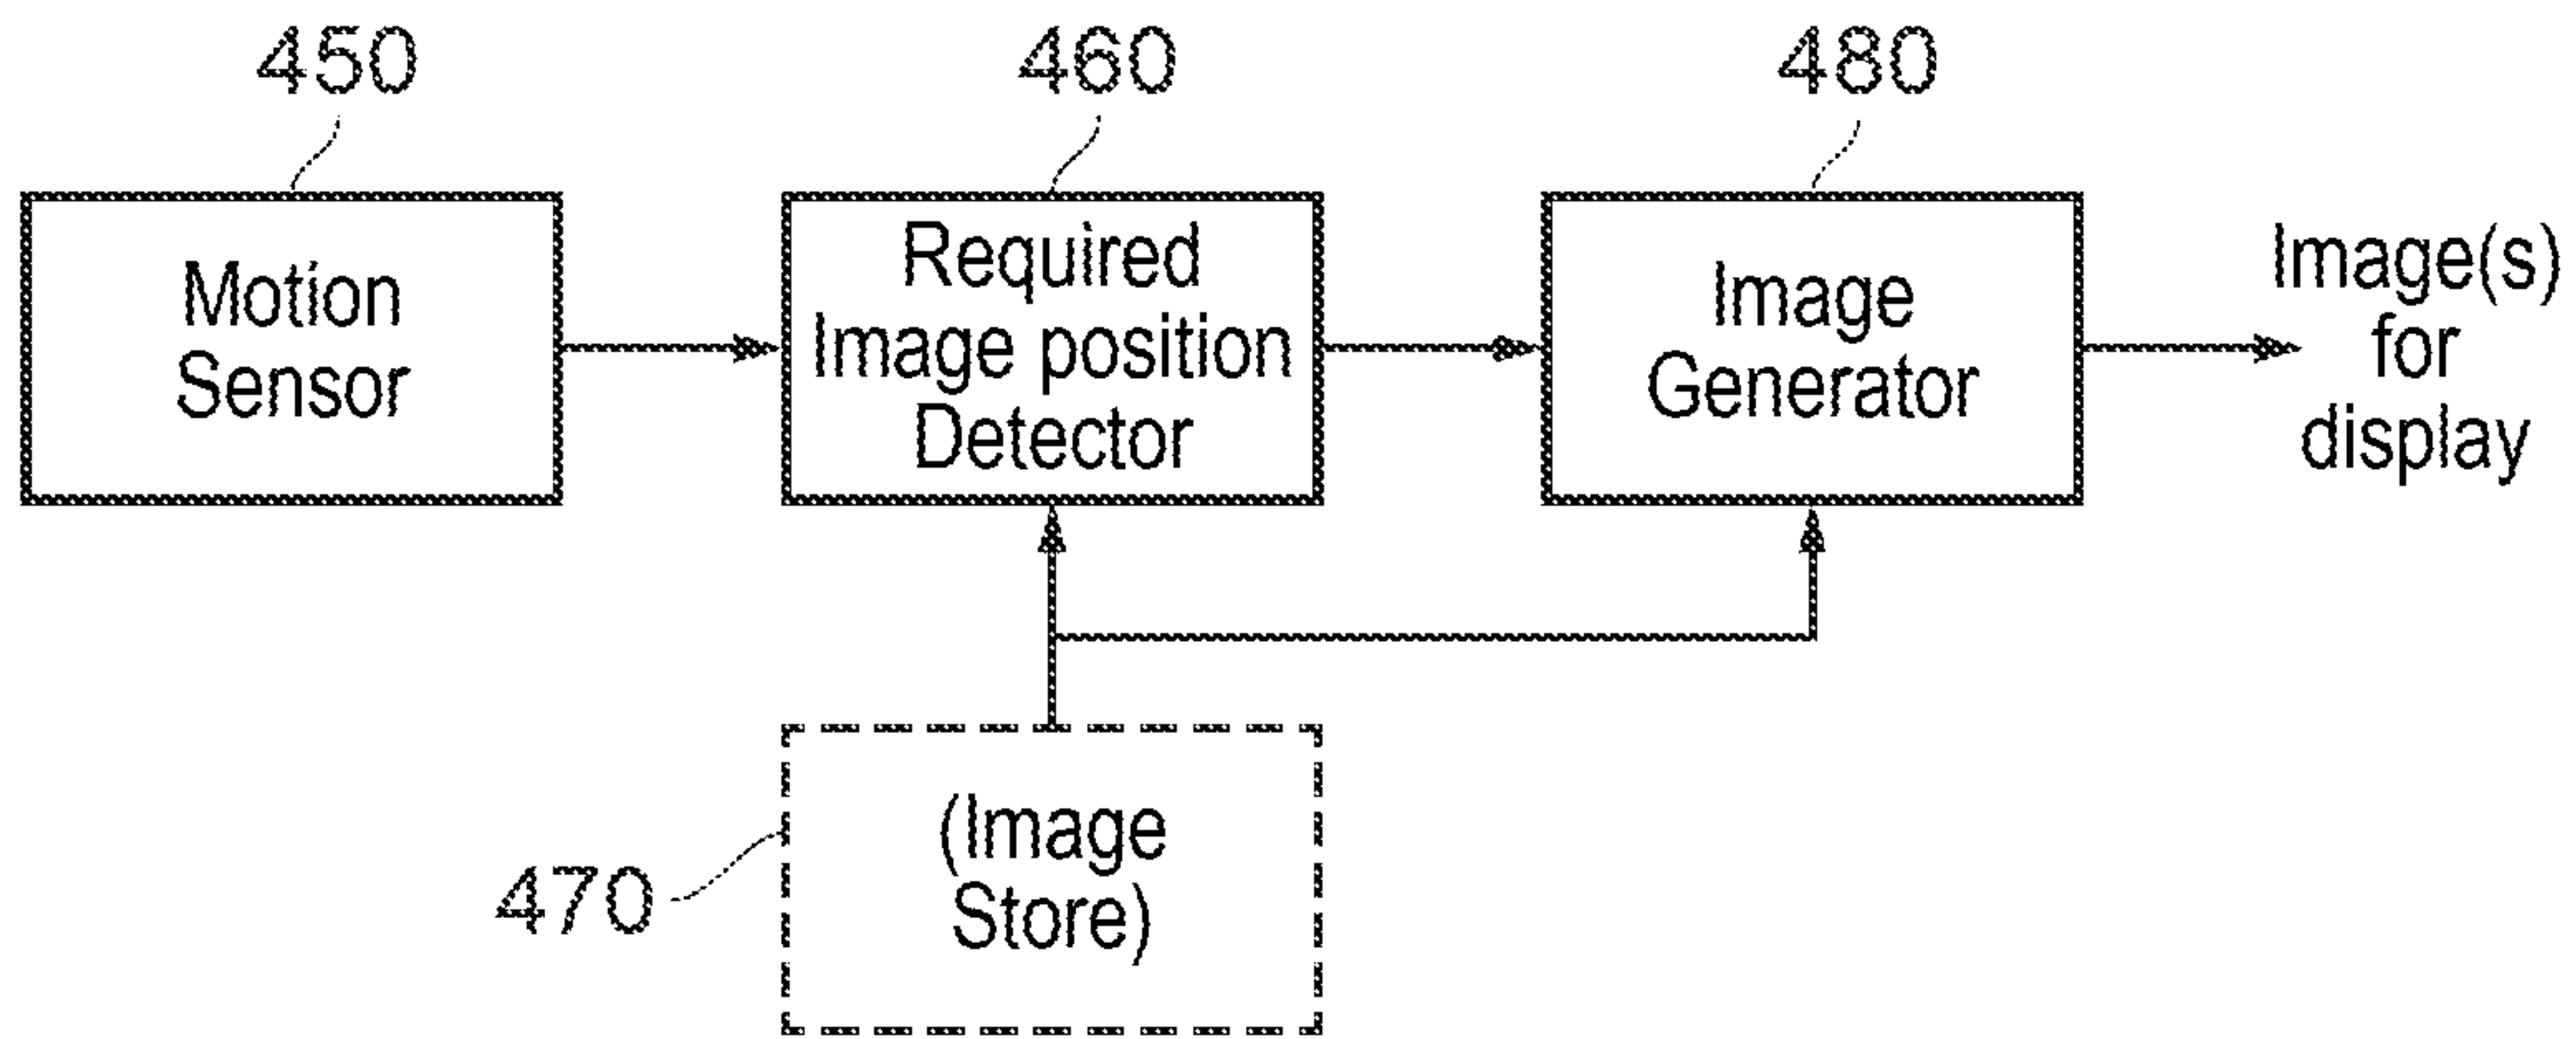 450
460
480
Motion
Sensor
Required
Image position
Detector
Image
Generator
Image(s)
for
display
470
(Image
Store)